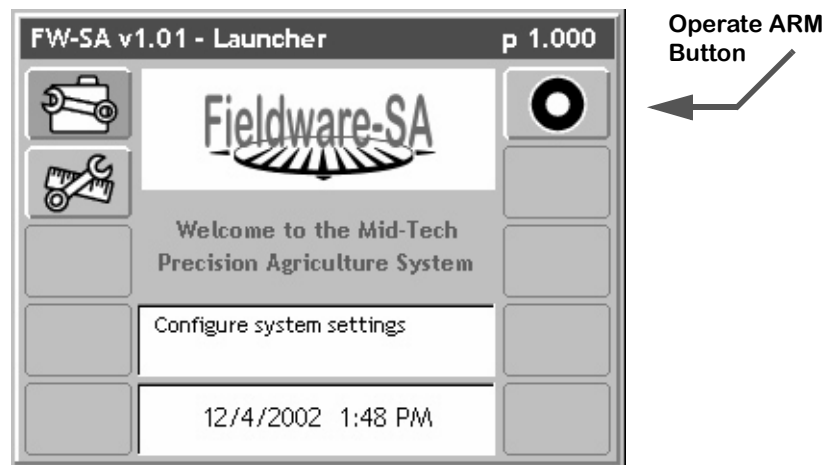 FW-SA v1.01 - Launcher p 1.000
Operate ARM
Button
Fieldware-SA
Welcome to the Mid-Tech
Precision Agriculture System
Configure system settings
12/4/2002 1:48 PM